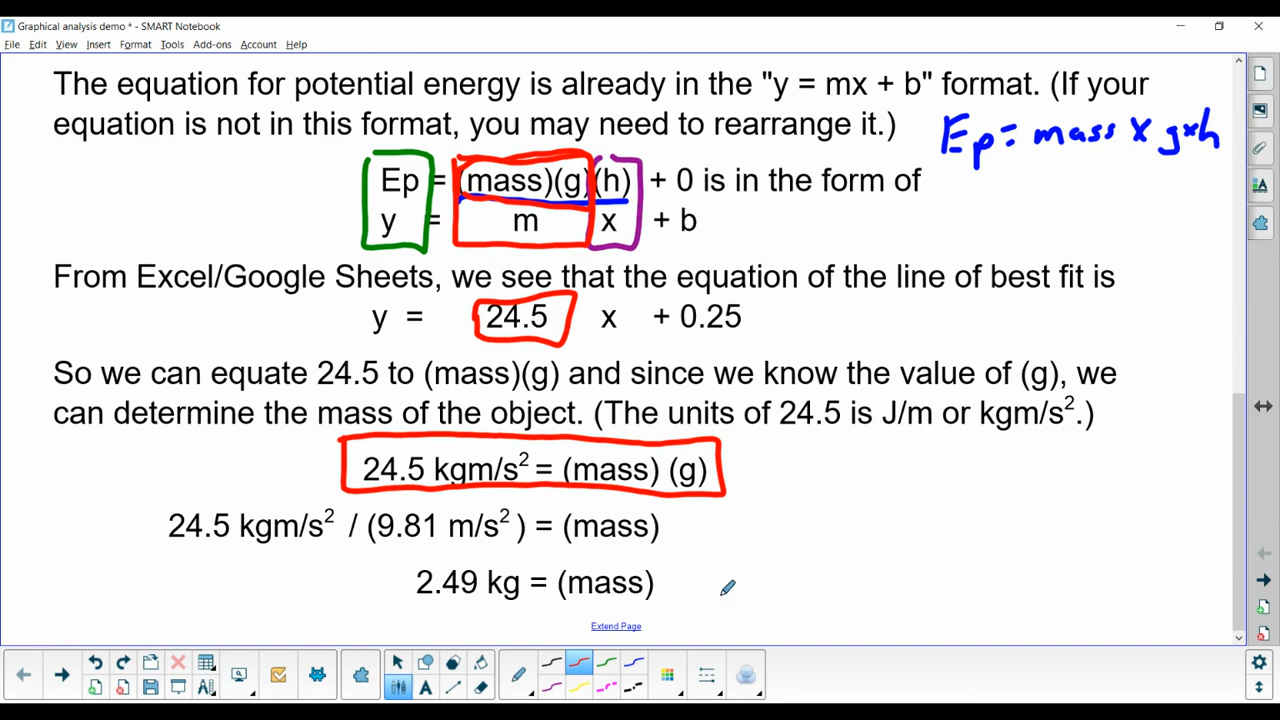 Graphical analysis demo * - SMART Notebook
File Edit View Insert Format Tools Add-ons Account Help
The equation for potential energy is already in the "y = mx + b" format. (If your
equation is not in this format, you may need to rearrange it.)
Ep = mass x g x h
Ep = (mass)(g)(h) + 0 is in the form of
y = m x + b
From Excel/Google Sheets, we see that the equation of the line of best fit is
y = 24.5 x + 0.25
So we can equate 24.5 to (mass)(g) and since we know the value of (g), we
can determine the mass of the object. (The units of 24.5 is J/m or kgm/s².)
24.5 kgm/s² = (mass) (g)
24.5 kgm/s² / (9.81 m/s² ) = (mass)
2.49 kg = (mass)
Extend Page